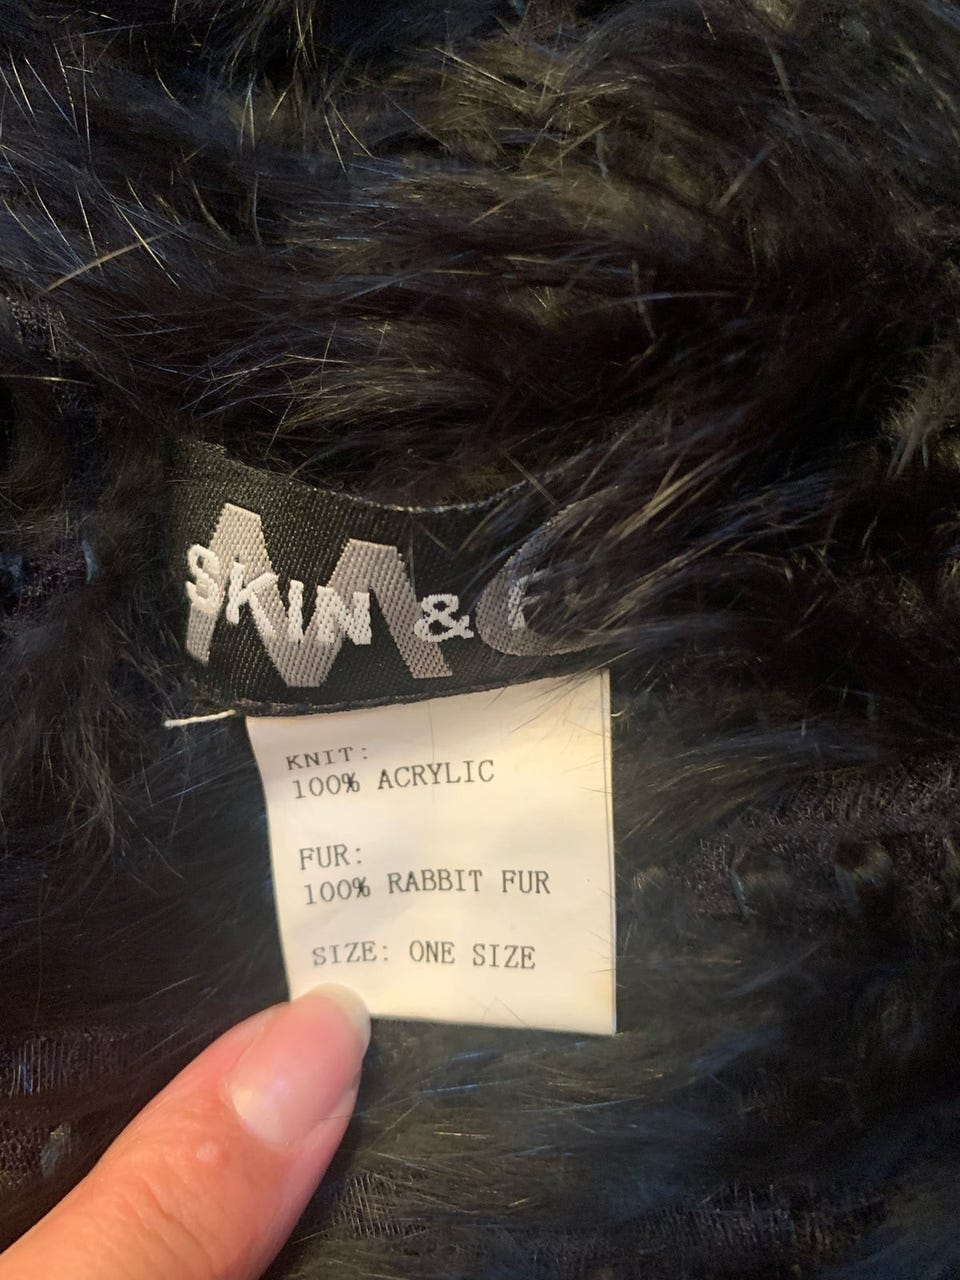 SKIN &
KNIT:
100% ACRYLIC
FUR:
100% RABBIT FUR
SIZE: ONE SIZE